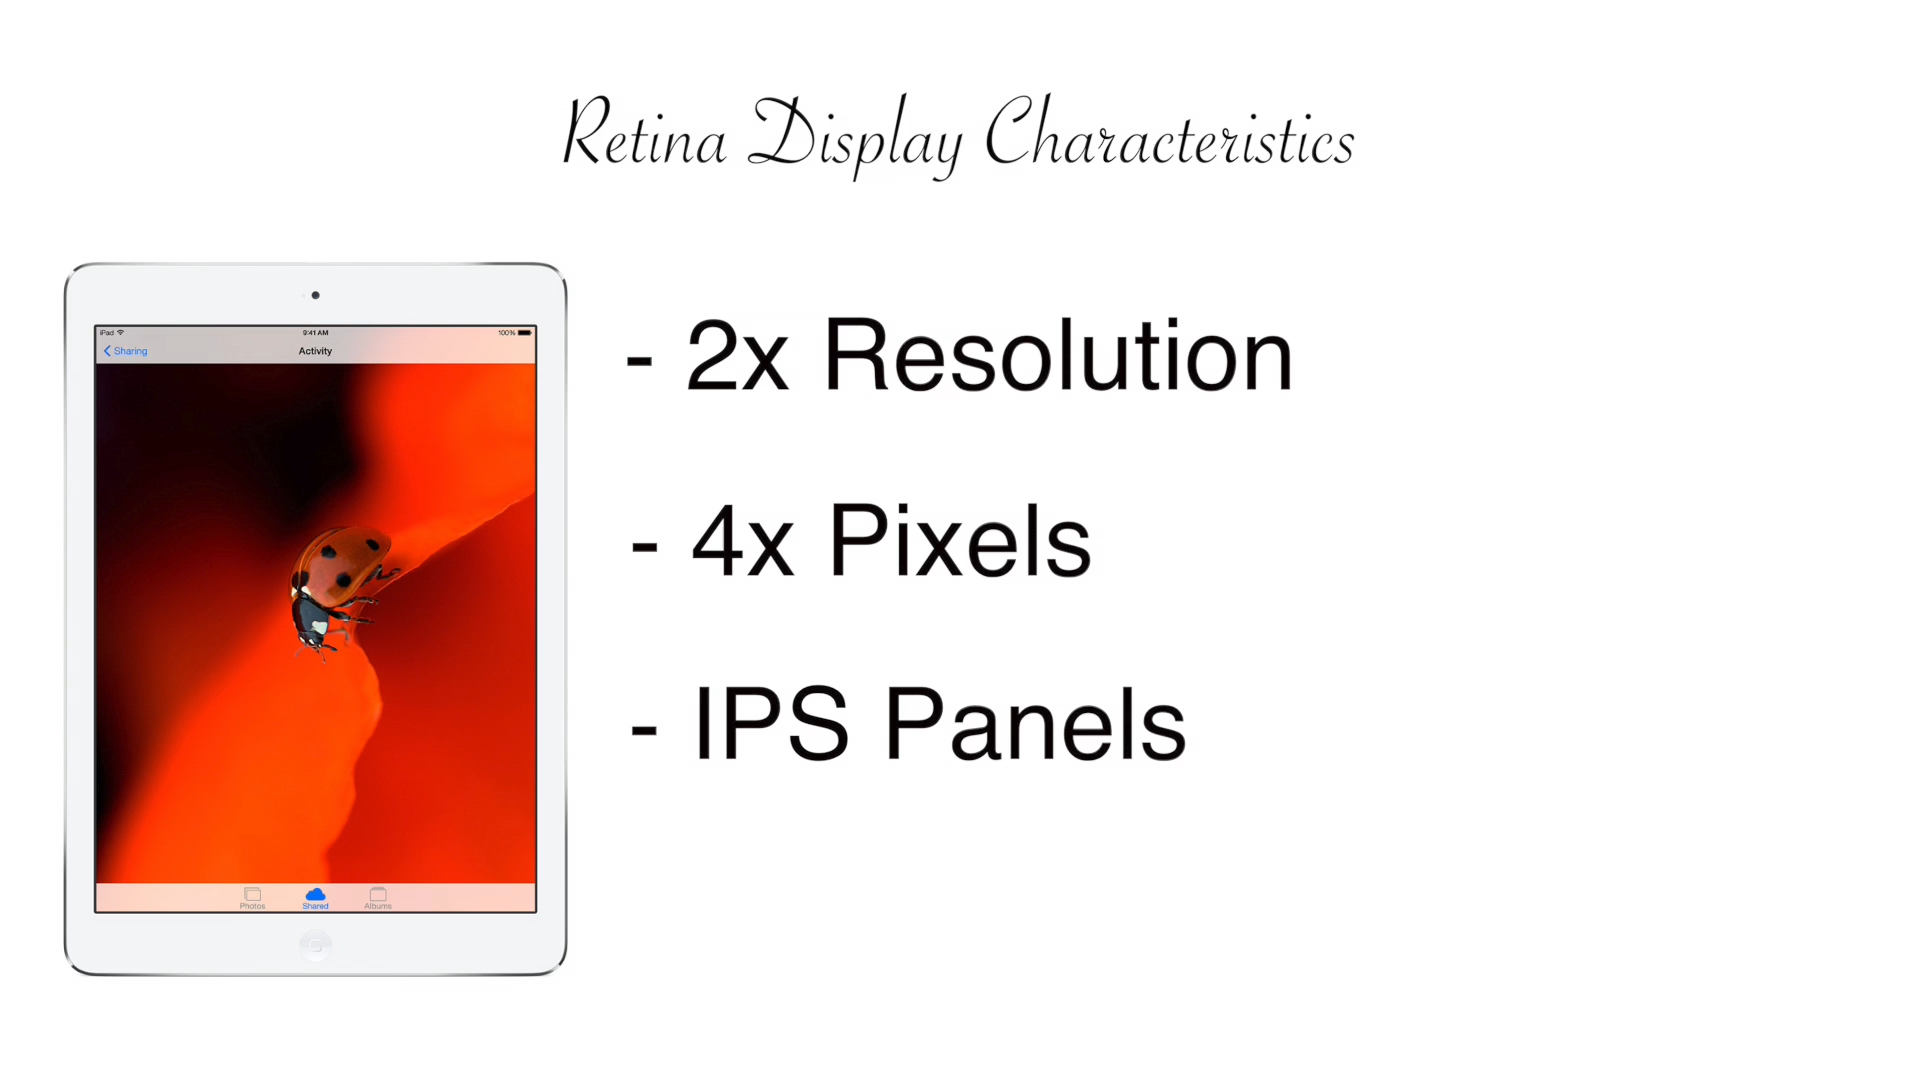 Retina Display Characteristics
iPad 9:41 AM 100%
Sharing Activity
- 2x Resolution
- 4x Pixels
- IPS Panels
Photos Shared Albums